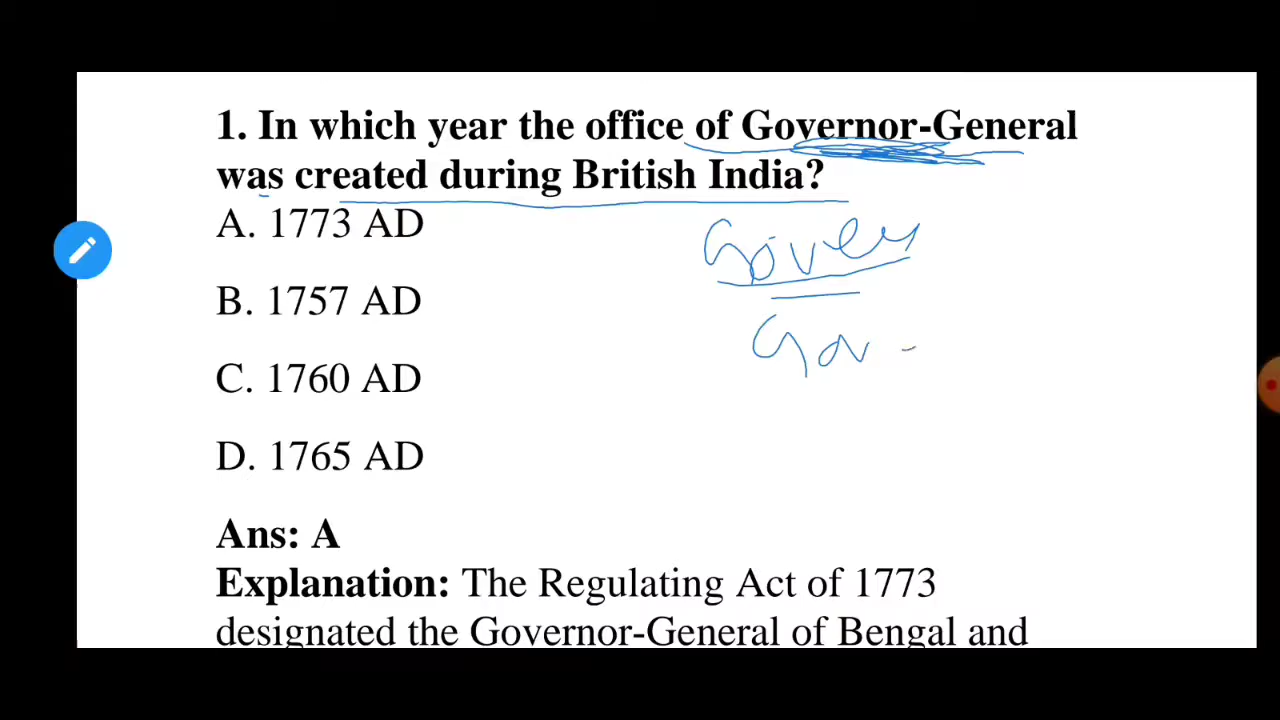 1. In which year the office of Governor-General
was created during British India?
A. 1773 AD
B. 1757 AD
C. 1760 AD
D. 1765 AD
Ans: A
Explanation: The Regulating Act of 1773
designated the Governor-General of Bengal and
Gov